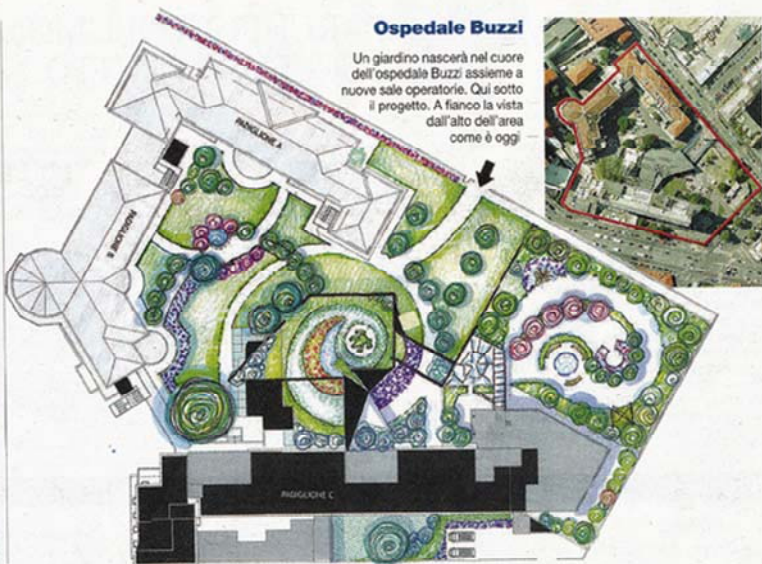 Ospedale Buzzi
Un giardino nascerà nel cuore
dell'ospedale Buzzi assieme a
nuove sale operatorie. Qui sotto
il progetto. A fianco la vista
dall'alto dell'area
come è oggi
PADIGLIONE A
PADIGLIONE B
PADIGLIONE C